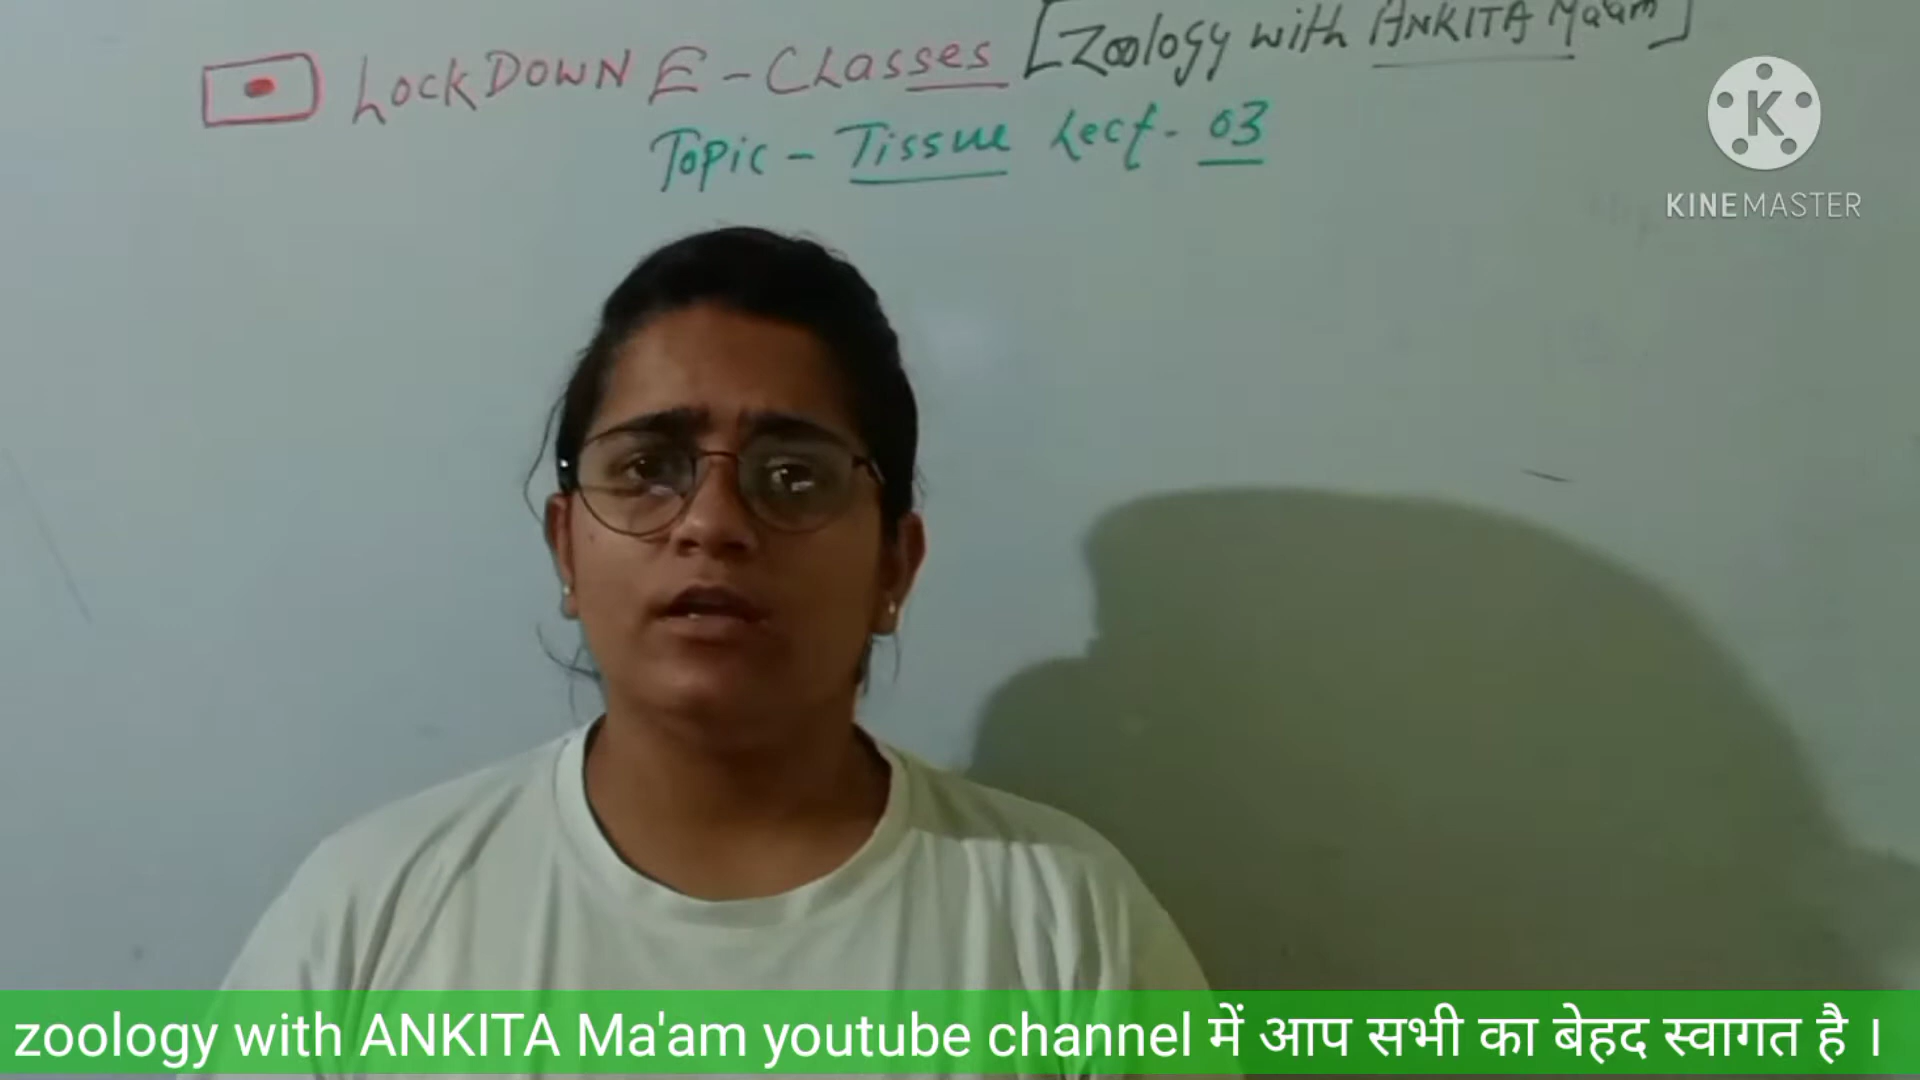 LOCKDOWN E-Classes [Zoology with ANKITA Ma'am]
Topic - Tissue Lect- 03
K
KINEMASTER
zoology with ANKITA Ma'am youtube channel में आप सभी का बेहद स्वागत है ।